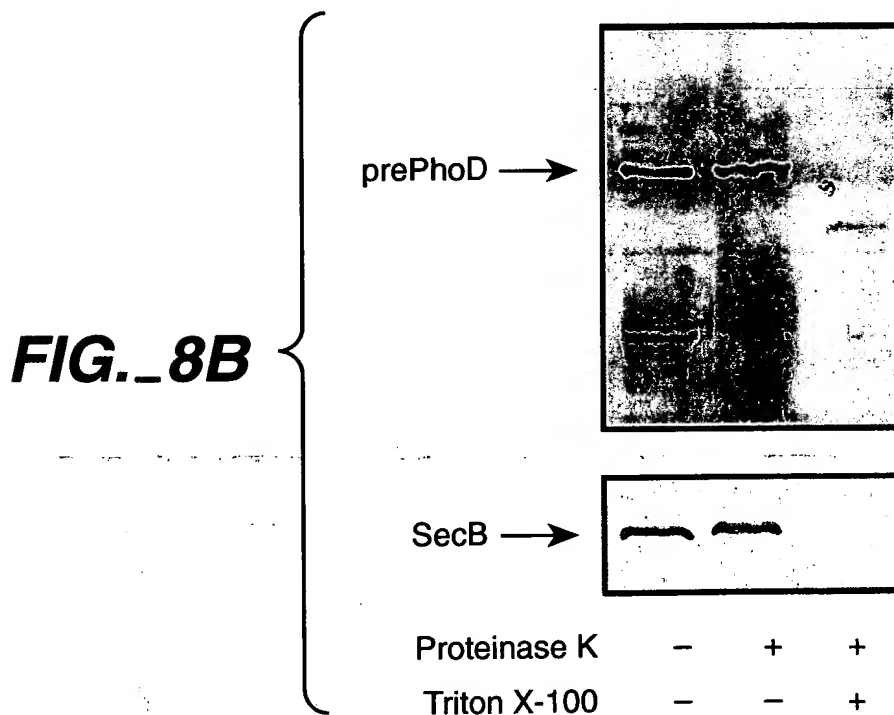 prePhoD
FIG._8B
SecB
Proteinase K - + +
Triton X-100 - - +